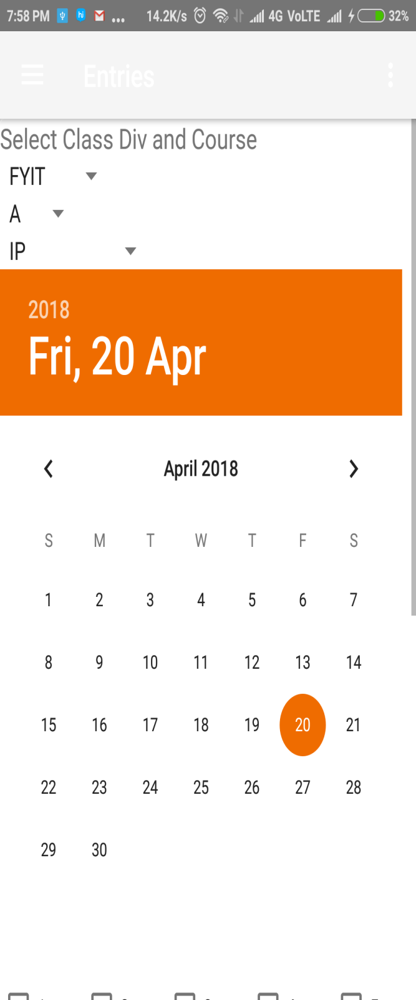 7:58 PM hi ... 14.2K/s 4G VoLTE 32%
Entries
Select Class Div and Course
FYIT
A
IP
2018
Fri, 20 Apr
April 2018
S M T W T F S
1 2 3 4 5 6 7
8 9 10 11 12 13 14
15 16 17 18 19 20 21
22 23 24 25 26 27 28
29 30